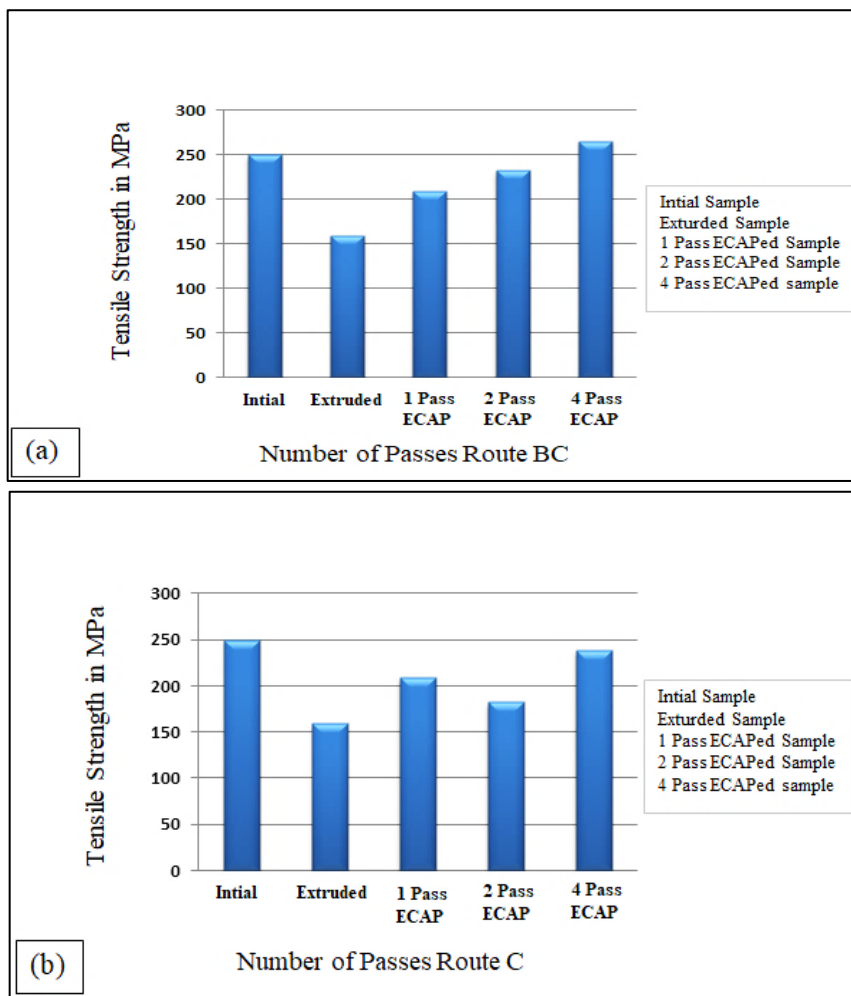 Tensile Strength in MPa
300
250
200
150
100
50
0
Intial
Extruded
1 Pass
ECAP
2 Pass
ECAP
4 Pass
ECAP
Number of Passes Route BC
Intial Sample
Exturded Sample
1 Pass ECAPed Sample
2 Pass ECAPed Sample
4 Pass ECAPed sample
(a)
Tensile Strength in MPa
300
250
200
150
100
50
0
Intial
Extruded
1 Pass
ECAP
2 Pass
ECAP
4 Pass
ECAP
Number of Passes Route C
Intial Sample
Exturded Sample
1 Pass ECAPed Sample
2 Pass ECAPed Sample
4 Pass ECAPed sample
(b)